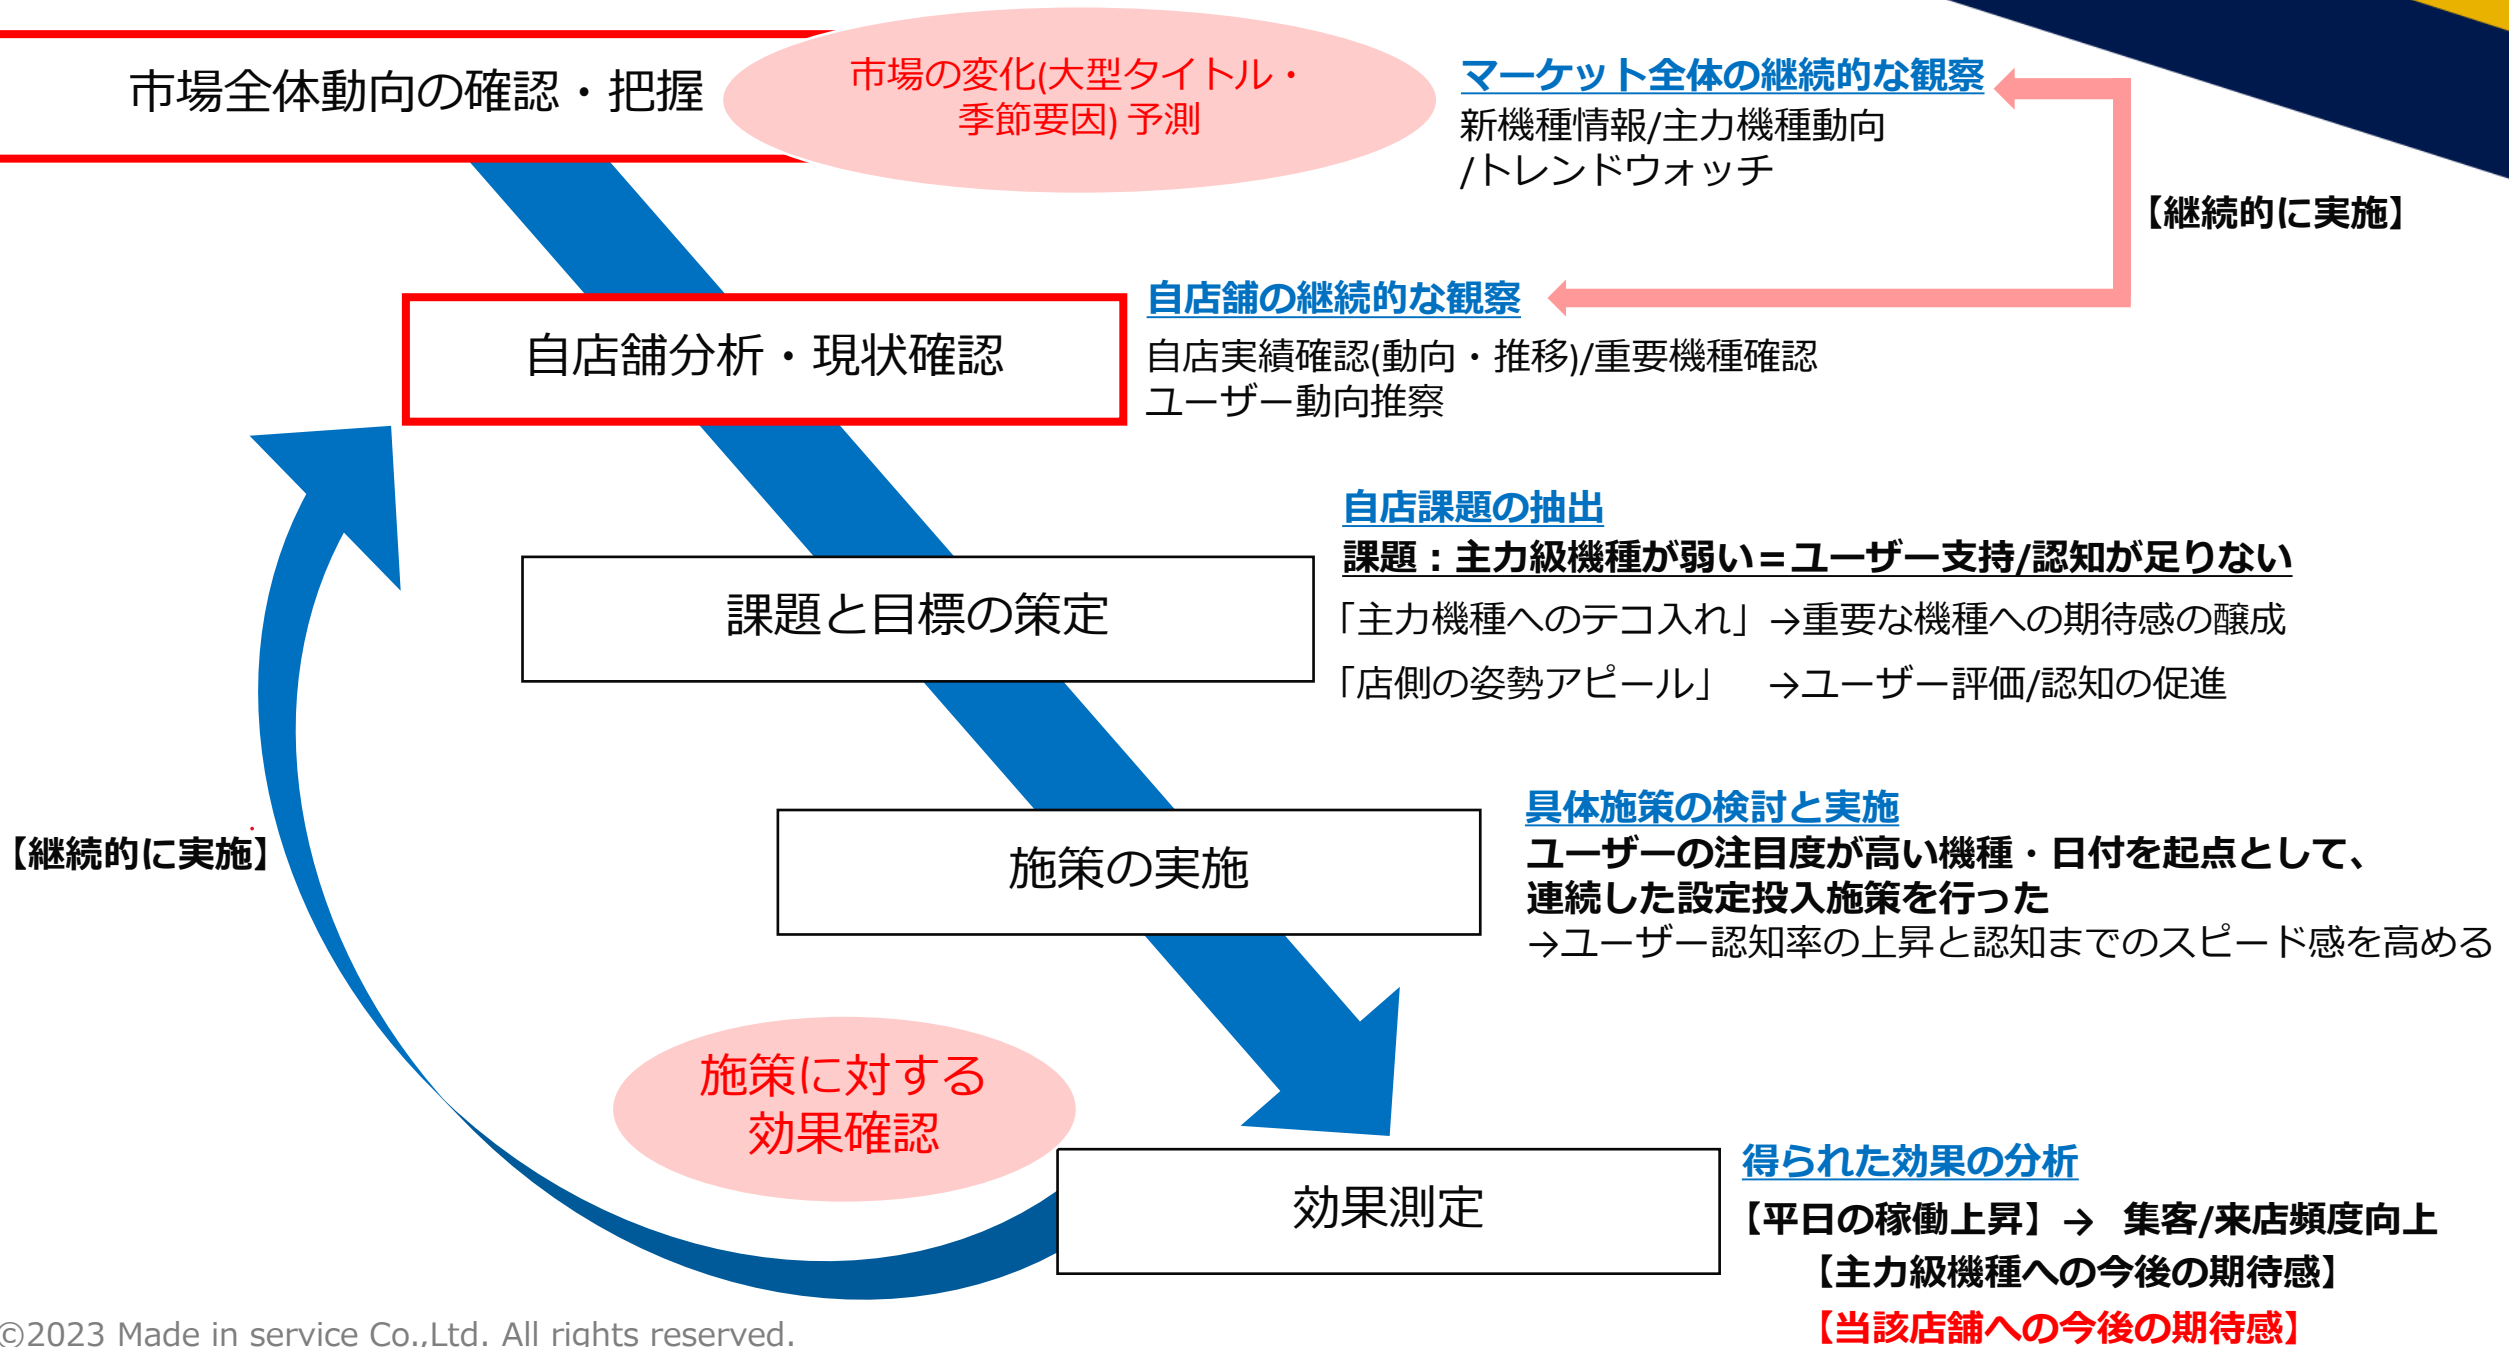 市場全体動向の確認・把握
市場の変化(大型タイトル・
季節要因) 予測
マーケット全体の継続的な観察
新機種情報/主力機種動向
/トレンドウォッチ
【継続的に実施】
自店舗分析・現状確認
自店舗の継続的な観察
自店実績確認(動向・推移)/重要機種確認
ユーザー動向推察
課題と目標の策定
自店課題の抽出
課題：主力級機種が弱い＝ユーザー支持/認知が足りない
「主力機種へのテコ入れ」→重要な機種への期待感の醸成
「店側の姿勢アピール」　→ユーザー評価/認知の促進
【継続的に実施】
施策の実施
具体施策の検討と実施
ユーザーの注目度が高い機種・日付を起点として、
連続した設定投入施策を行った
→ユーザー認知率の上昇と認知までのスピード感を高める
施策に対する
効果確認
効果測定
得られた効果の分析
【平日の稼働上昇】→ 集客/来店頻度向上
【主力級機種への今後の期待感】
【当該店舗への今後の期待感】
©2023 Made in service Co.,Ltd. All rights reserved.